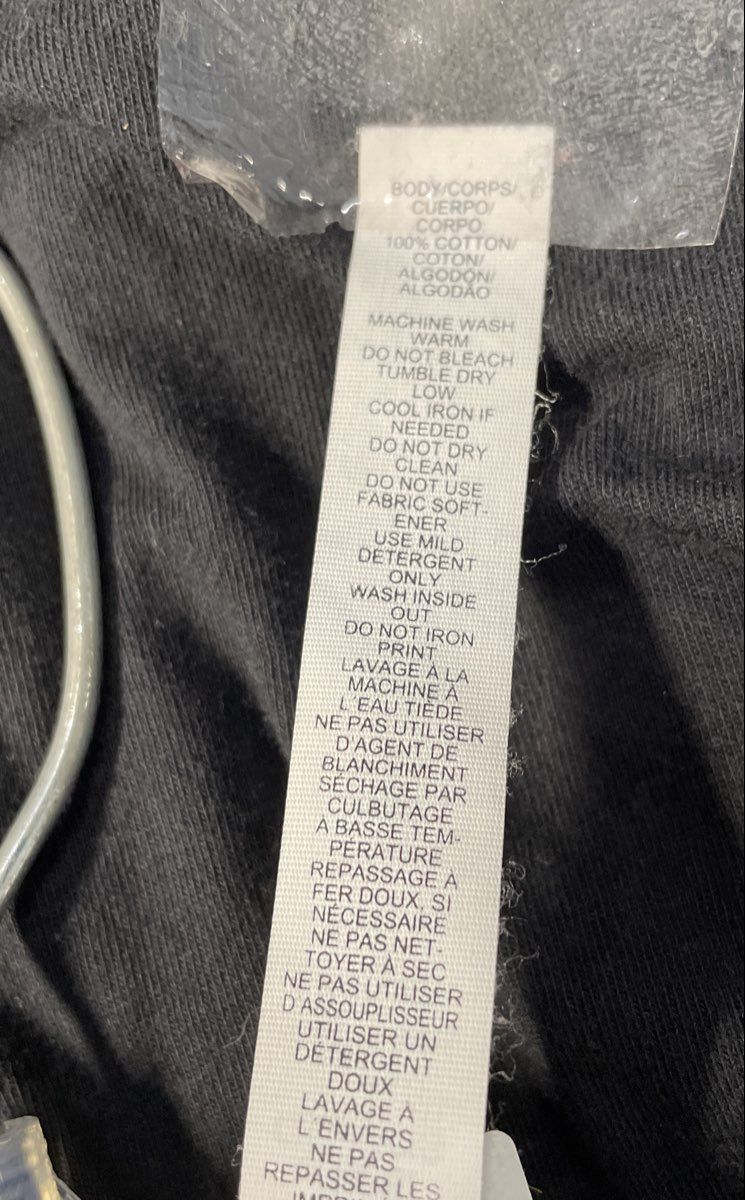 BODY/CORPS/
CUERPO/
CORPO
100% COTTON/
COTON/
ALGODÓN/
ALGODÃO
MACHINE WASH
WARM
DO NOT BLEACH
TUMBLE DRY
LOW
COOL IRON IF
NEEDED
DO NOT DRY
CLEAN
DO NOT USE
FABRIC SOFT-
ENER
USE MILD
DETERGENT
ONLY
WASH INSIDE
OUT
DO NOT IRON
PRINT
LAVAGE À LA
MACHINE À
L´EAU TIÈDE
NE PAS UTILISER
D'AGENT DE
BLANCHIMENT
SÉCHAGE PAR
CULBUTAGE
À BASSE TEM-
PÉRATURE
REPASSAGE À
FER DOUX, SI
NÉCESSAIRE
NE PAS NET-
TOYER À SEC
NE PAS UTILISER
D´ASSOUPLISSEUR
UTILISER UN
DÉTERGENT
DOUX
LAVAGE À
L´ENVERS
NE PAS
REPASSER LES